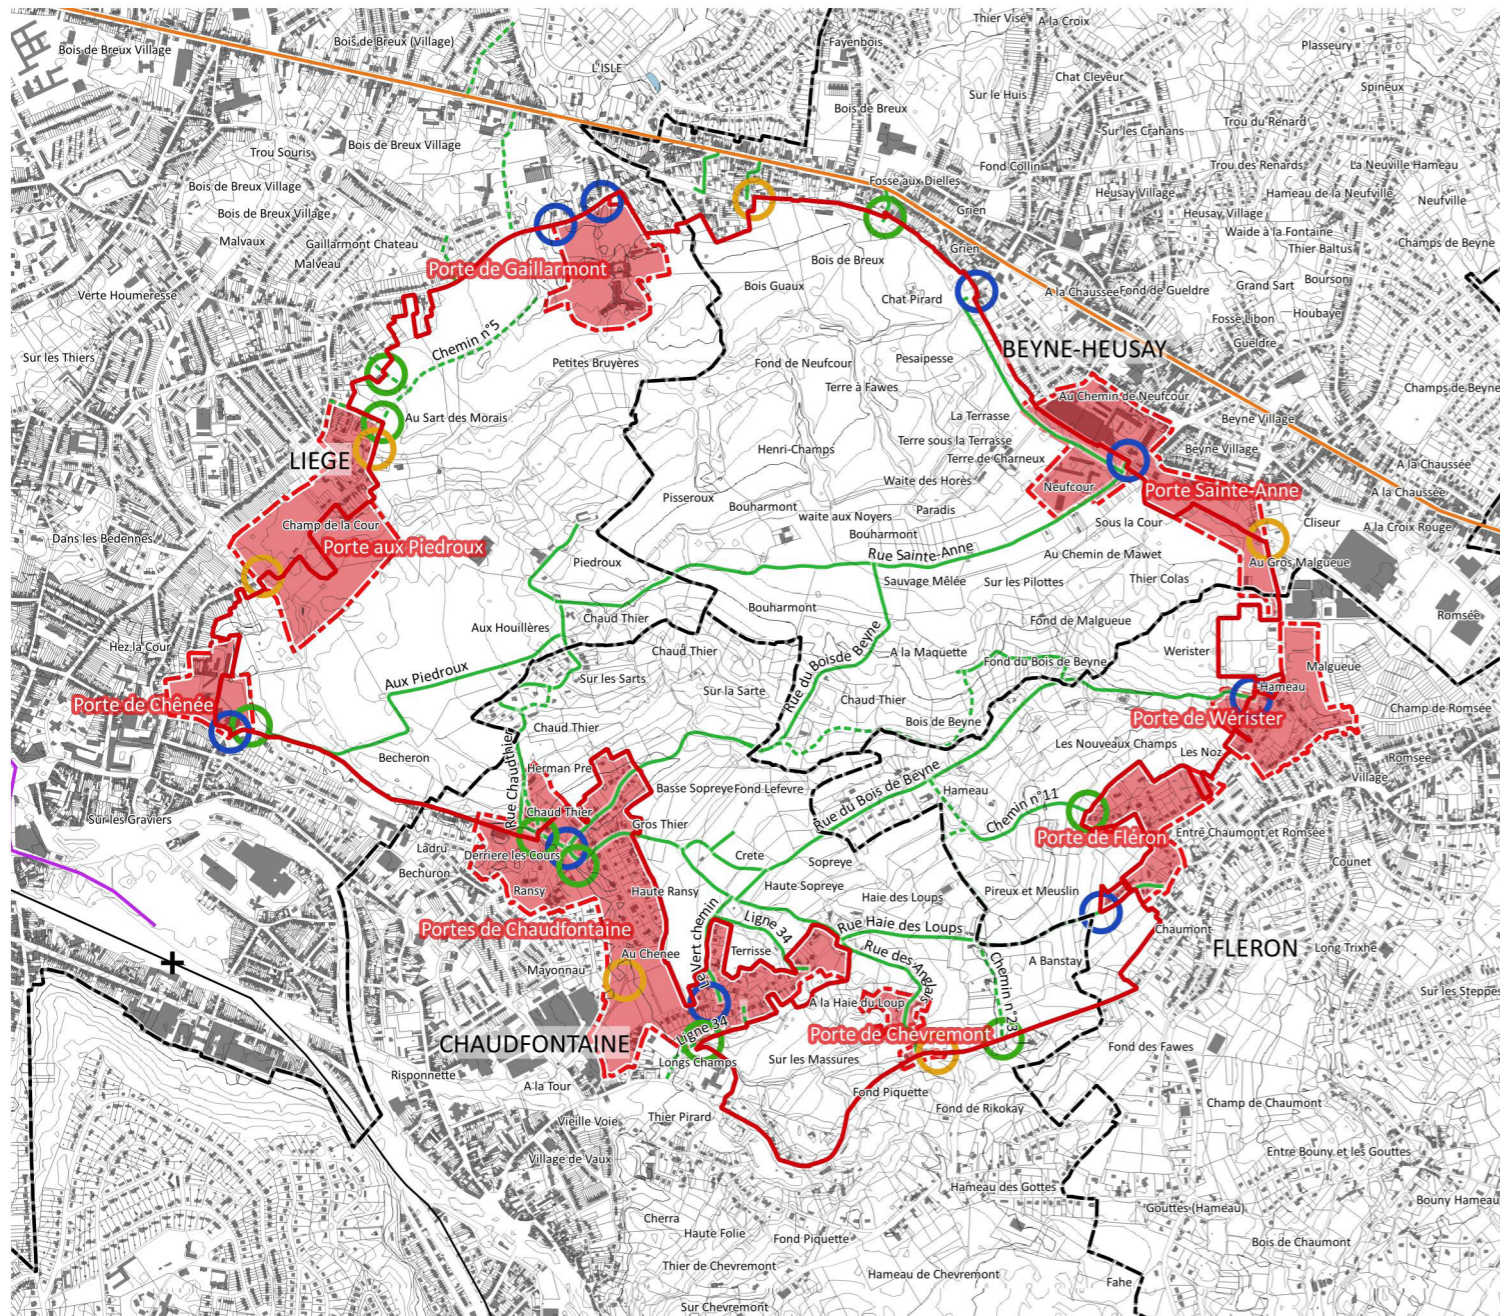 Thier Visé
A la Croix
Bois de Breux Village
Bois de Breux (Village)
Fayenbois
Plasseury
L'ISLE
Chat Cleveur
Spineux
Sur le Huis
Bois de Breux
Trou du Renard
Sur les Crahans
Trou Souris
Bois de Breux Village
Fond Collin
Trou des Renards
La Neuville Hameau
Bois de Breux Village
Fosse aux Dielles
Heusay Village
Hameau de la Neufville
Neufville
Bois de Breux Village
Grien
Heusay Village
Waide à la Fontaine
Malvaux
Gaillarmont Chateau
Grien
Thier Baltus
Champs de Beyne
Malveau
Bois de Breux
Porte de Gaillarmont
Bois Guaux
Bourson
Verte Houmeresse
Chat Pirard
A la Chaussée
Fond de Gueldre
Grand Sart
Houbaye
Fosse Libon
Chemin n°5
Gueldre
Sur les Thiers
BEYNE-HEUSAY
Petites Bruyères
Fond de Neufcour
Pesaipesse
Terre à Fawes
Au Chemin de Neufcour
Champs de Beyne
Au Sart des Morais
La Terrasse
Beyne Village
LIEGE
Henri-Champs
Terre sous la Terrasse
Terre de Charneux
Beyne Village
A la Chaussée
Waite des Horès
Neufcour
Porte Sainte-Anne
A la Chaussée
Pisseroux
Bouharmont
waite aux Noyers
Paradis
Champ de la Cour
Bouharmont
Sous la Cour
Cliseur
A la Croix Rouge
Dans les Bedennes
Porte aux Piedroux
Rue Sainte-Anne
Au Chemin de Mawet
Au Gros Malgueue
Piedroux
Sauvage Mêlée
Sur les Pilottes
Thier Colas
Bouharmont
Romsée
Chaud Thier
Fond de Malgueue
Aux Houillères
Hez la Cour
Chaud Thier
Rue du Boisde Beyne
A la Maquette
Fond du Bois de Beyne
Werister
Malgueue
Aux Piedroux
Sur les Sarts
Sur la Sarte
Chaud Thier
Hameau
Porte de Chênée
Bois de Beyne
Porte de Wérister
Champ de Romsée
Chaud Thier
Les Nouveaux Champs
Les Noz
Romsée
Becheron
Rue Chaudthier
Herman Pre
Village
Basse Sopreye
Fond Lefevre
Rue du Bois de Beyne
Hameau
Chaud Thier
Gros Thier
Chemin n°11
Sur les Graviers
Entre Chaumont et Romsée
Porte de Fléron
Ladru
Derriere les Cours
Crete
Sopreye
Counet
Bechuron
Ransy
Haute Ransy
Haute Sopreye
Pireux et Meuslin
Haie des Loups
Portes de Chaudfontaine
Le Vert chemin
Ligne 34
Rue Haie des Loups
Chaumont
FLERON
Long Trixhe
Au Chenee
Terrisse
Rue des Anglais
A Banstay
Mayonnau
Chemin n°23
Sur les Steppes
A la Haie du Loup
CHAUDFONTAINE
Ligne 34
Porte de Chèvremont
Fond des Fawes
Longs Champs
Sur les Massures
Risponnette
A la Tour
Fond Piquette
Fond de Rikokay
Champ de Chaumont
Thier Pirard
Vieille Voie
Village de Vaux
Entre Bouny et les Gouttes
Hameau des Gottes
Bouny Hameau
Gouttes (Hameau)
Cherra
Haute Folie
Fond Piquette
Bois de Chaumont
Thier de Chevremont
Hameau de Chevremont
Fahe
Sur Chevremont